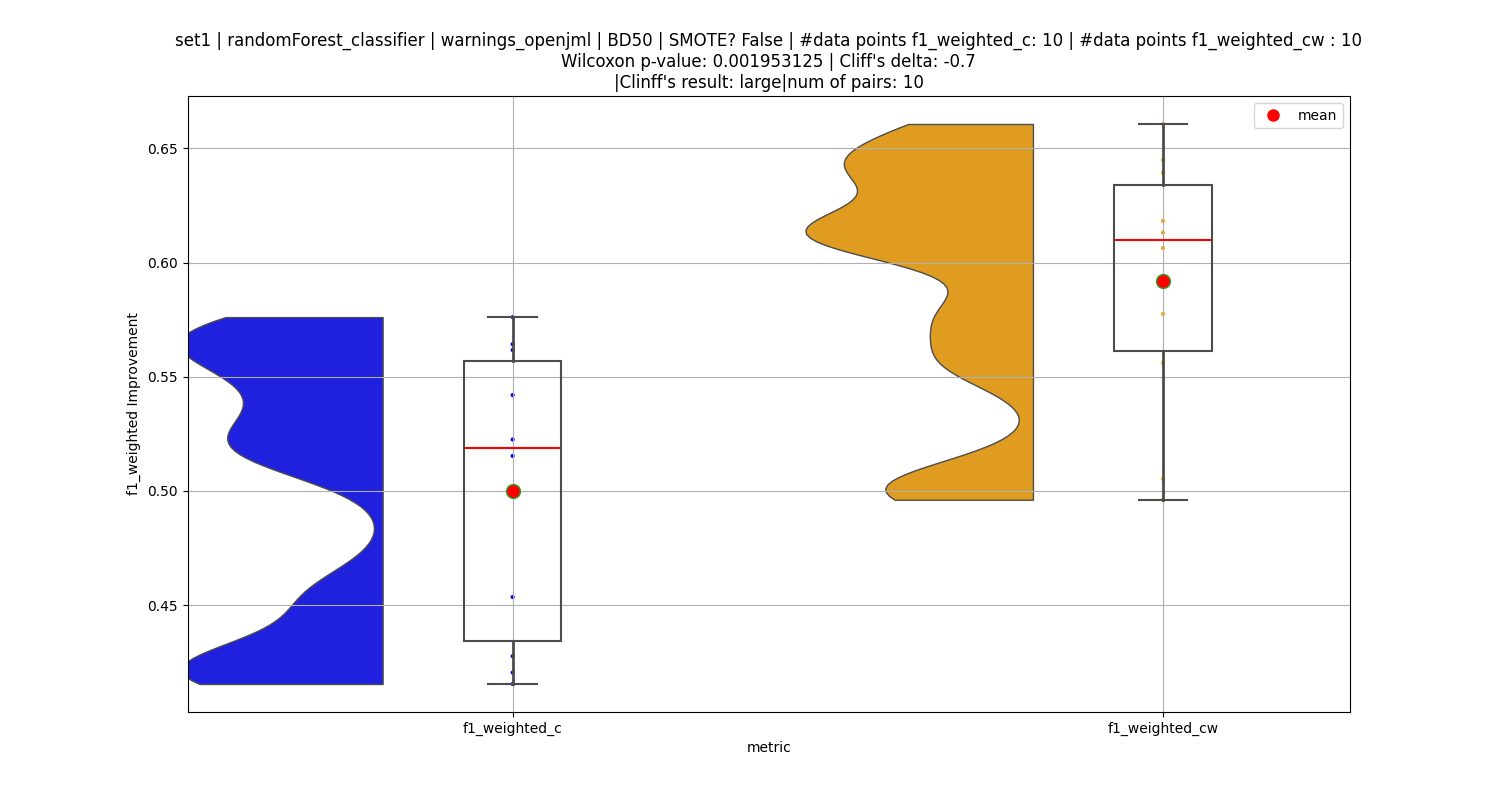 set1 | randomForest_classifier | warnings_openjml | BD50 | SMOTE? False | #data points f1_weighted_c: 10 | #data points f1_weighted_cw : 10
Wilcoxon p-value: 0.001953125 | Cliff's delta: -0.7
|Clinff's result: large|num of pairs: 10
mean
0.65
0.60
0.55
0.50
0.45
f1_weighted Improvement
f1_weighted_c
f1_weighted_cw
metric